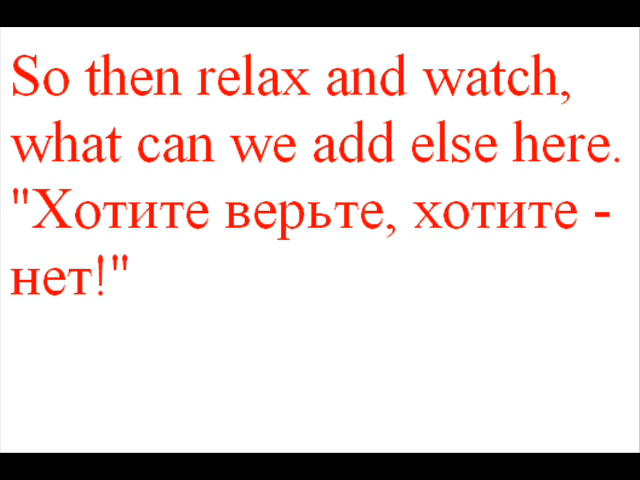 So then relax and watch,
what can we add else here.
"Хотите верьте, хотите -
нет!"